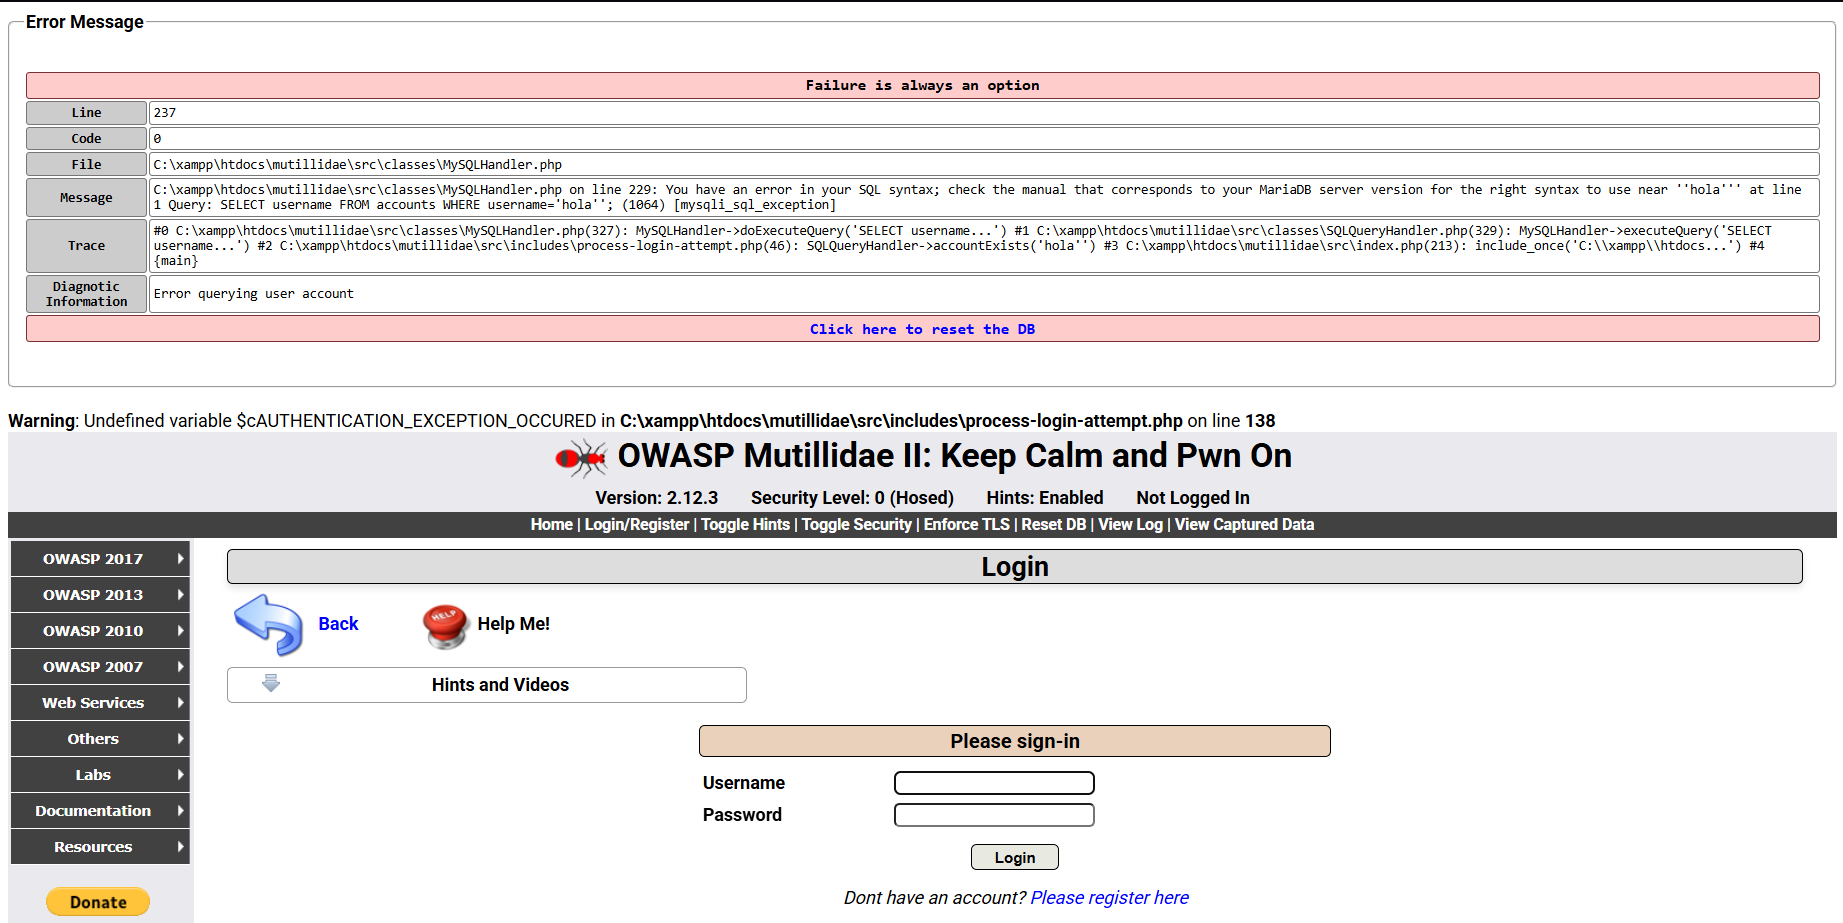 Error Message
Failure is always an option
Line 237
Code 0
File C:\xampp\htdocs\mutillidae\src\classes\MySQLHandler.php
Message C:\xampp\htdocs\mutillidae\src\classes\MySQLHandler.php on line 229: You have an error in your SQL syntax; check the manual that corresponds to your MariaDB server version for the right syntax to use near ''hola''' at line
1 Query: SELECT username FROM accounts WHERE username='hola''; (1064) [mysqli_sql_exception]
Trace #0 C:\xampp\htdocs\mutillidae\src\classes\MySQLHandler.php(327): MySQLHandler->doExecuteQuery('SELECT username...') #1 C:\xampp\htdocs\mutillidae\src\classes\SQLQueryHandler.php(329): MySQLHandler->executeQuery('SELECT
username...') #2 C:\xampp\htdocs\mutillidae\src\includes\process-login-attempt.php(46): SQLQueryHandler->accountExists('hola'') #3 C:\xampp\htdocs\mutillidae\src\index.php(213): include_once('C:\\xampp\\htdocs...') #4
{main}
Diagnostic
Information Error querying user account
Click here to reset the DB
Warning: Undefined variable $cAUTHENTICATION_EXCEPTION_OCCURED in C:\xampp\htdocs\mutillidae\src\includes\process-login-attempt.php on line 138
OWASP Mutillidae II: Keep Calm and Pwn On
Version: 2.12.3 Security Level: 0 (Hosed) Hints: Enabled Not Logged In
Home | Login/Register | Toggle Hints | Toggle Security | Enforce TLS | Reset DB | View Log | View Captured Data
OWASP 2017
OWASP 2013
OWASP 2010
OWASP 2007
Web Services
Others
Labs
Documentation
Resources
Donate
Login
Back
HELP
Help Me!
Hints and Videos
Please sign-in
Username
Password
Login
Dont have an account? Please register here